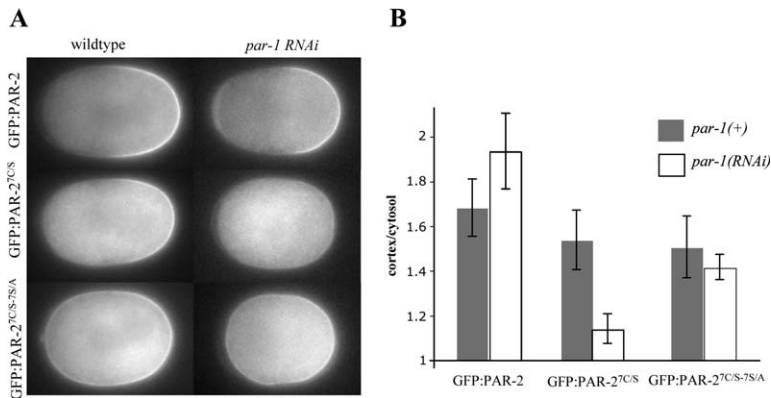 A
wildtype par-1 RNAi
GFP:PAR-2
GFP:PAR-2^7C/S
GFP:PAR-2^7C/S-7S/A
B
par-1(+)
par-1(RNAi)
cortex/cytosol
2
1.8
1.6
1.4
1.2
1
GFP:PAR-2 GFP:PAR-2^7C/S GFP:PAR-2^7C/S-7S/A